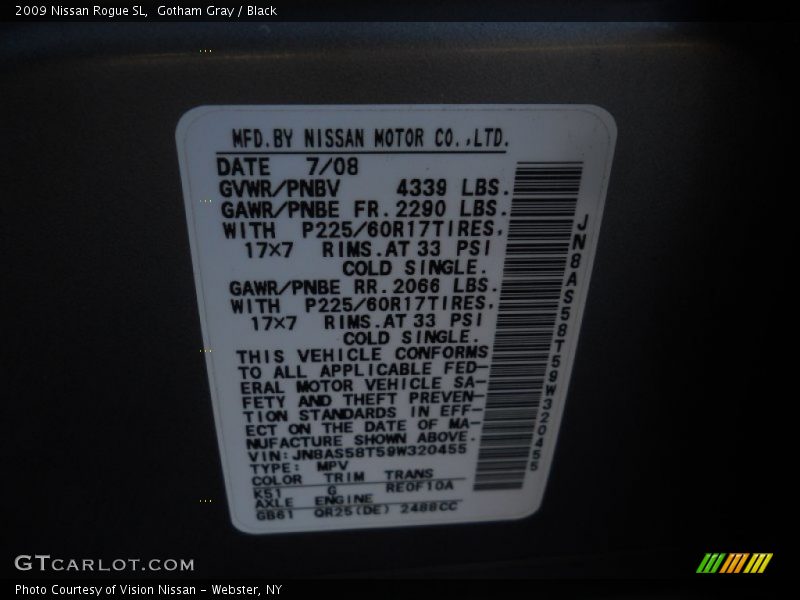 2009 Nissan Rogue SL,  Gotham Gray / Black
MFD.BY NISSAN MOTOR CO.,LTD.
DATE 7/08
GVWR/PNBV 4339 LBS.
GAWR/PNBE FR. 2290 LBS.
WITH P225/60R17TIRES,
17×7 RIMS.AT 33 PSI
COLD SINGLE.
GAWR/PNBE RR. 2066 LBS.
WITH P225/60R17TIRES,
17×7 RIMS.AT 33 PSI
COLD SINGLE.
THIS VEHICLE CONFORMS
TO ALL APPLICABLE FED-
ERAL MOTOR VEHICLE SA-
FETY AND THEFT PREVEN-
TION STANDARDS IN EFF-
ECT ON THE DATE OF MA-
NUFACTURE SHOWN ABOVE.
VIN: JN8AS58T59W320455
TYPE: MPV
COLOR TRIM TRANS
K51 G RE0F10A
AXLE ENGINE
GB61 QR25(DE) 2488CC
JN8AS58T59W320455
GTCARLOT.COM
Photo Courtesy of Vision Nissan - Webster, NY